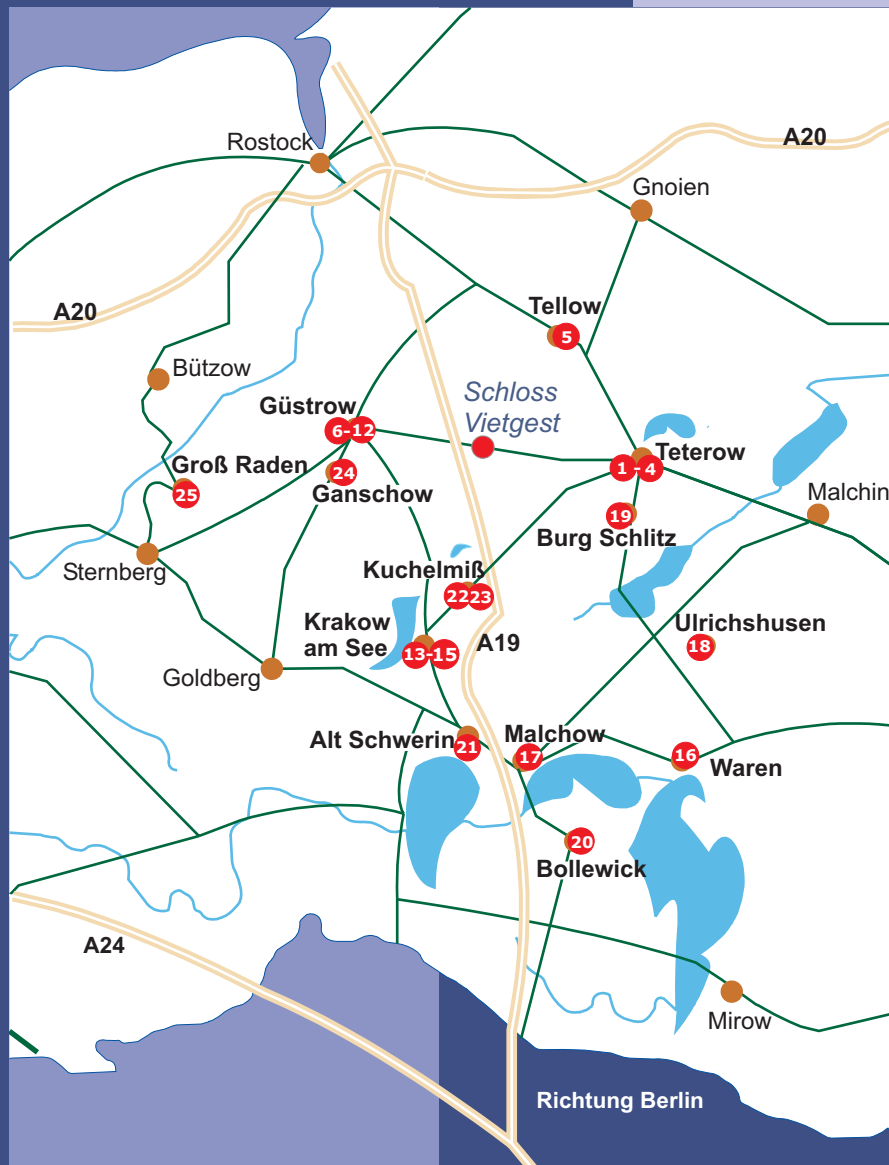 Rostock
A20
Gnoien
A20
Tellow
5
Bützow
Schloss
Vietgest
Güstrow
6-12
Teterow
1 - 4
Groß Raden
24
25
Ganschow
Malchin
19
Burg Schlitz
Sternberg
Kuchelmiß
22 23
Krakow
am See
Ulrichshusen
A19
18
13-15
Goldberg
Alt Schwerin
21
Malchow
17
16
Waren
20
Bollewick
A24
Mirow
Richtung Berlin